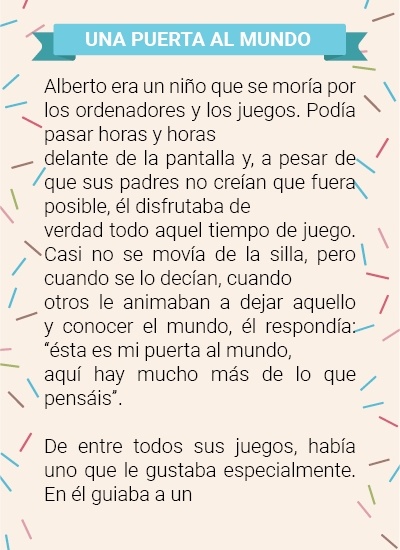 UNA PUERTA AL MUNDO
Alberto era un niño que se moría por
los ordenadores y los juegos. Podía
pasar horas y horas
delante de la pantalla y, a pesar de
que sus padres no creían que fuera
posible, él disfrutaba de
verdad todo aquel tiempo de juego.
Casi no se movía de la silla, pero
cuando se lo decían, cuando
otros le animaban a dejar aquello
y conocer el mundo, él respondía:
“ésta es mi puerta al mundo,
aquí hay mucho más de lo que
pensáis”.
De entre todos sus juegos, había
uno que le gustaba especialmente.
En él guiaba a un